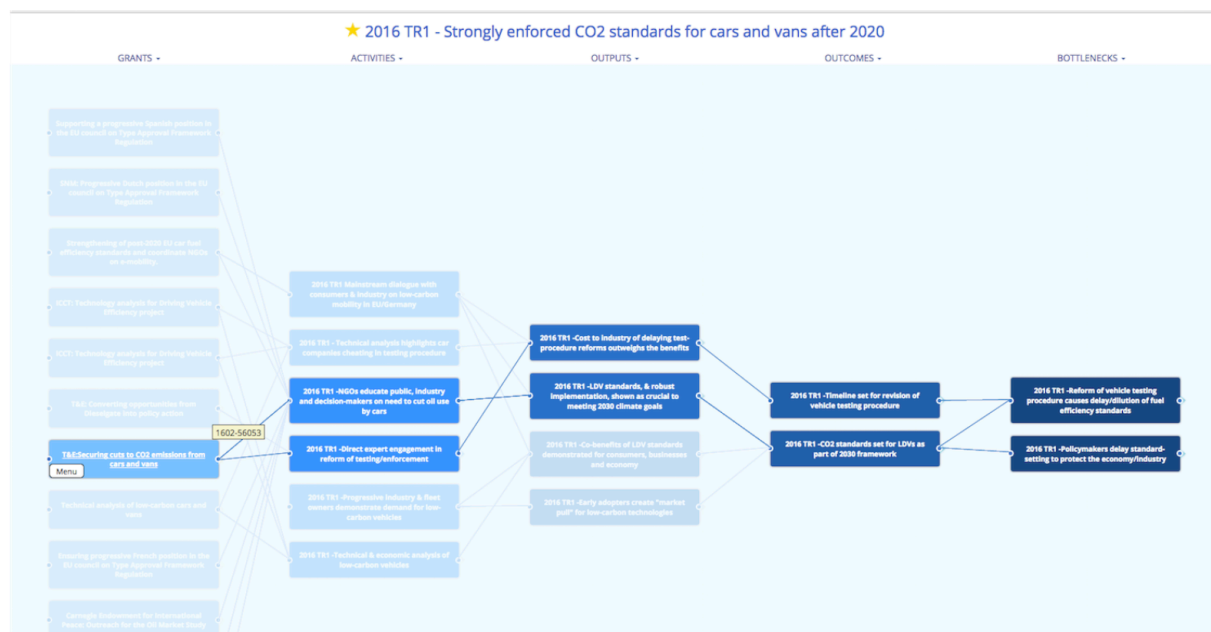 2016 TR1 - Strongly enforced CO2 standards for cars and vans after 2020
GRANTS
ACTIVITIES
OUTPUTS
OUTCOMES
BOTTLENECKS
Supporting a progressive Spanish position in
the EU council on Type Approval Framework
Regulation
Progressive Dutch position in the EU
council on Type Approval Framework
Regulation
Strengthening of post-2020 EU car fuel
efficiency standards and coordinate NGOs
on e-mobility.
ICCT: Technology analysis for Driving Vehicle
Efficiency project
ICCT: Technology analysis for Driving Vehicle
Efficiency project
T&E: Converting opportunities from
Dieselgate into policy action
1602-56053
T&E:Securing cuts to CO2 emissions from
cars and vans
Menu
Technical analysis of low-carbon cars and
vans
Ensuring progressive French position in the
EU council on Type Approval Framework
Regulation
Carnegie Endowment for International
Peace: Outreach for the Oil Market Study
2016 TR1 Mainstream dialogue with
consumers & industry on low-carbon
mobility in EU/Germany
2016 TR1 - Technical analysis highlights car
companies cheating in testing procedure
2016 TR1 -NGOs educate public, industry
and decision-makers on need to cut oil use
by cars
2016 TR1 -Direct expert engagement in
reform of testing/enforcement
2016 TR1 -Progressive industry & fleet
owners demonstrate demand for low-
carbon vehicles
2016 TR1 -Technical & economic analysis of
low-carbon vehicles
2016 TR1 -Cost to industry of delaying test-
procedure reforms outweighs the benefits
2016 TR1 -LDV standards, & robust
implementation, shown as crucial to
meeting 2030 climate goals
2016 TR1 -Co-benefits of LDV standards
demonstrated for consumers, businesses
and economy
2016 TR1 -Early adopters create "market
pull" for low-carbon technologies
2016 TR1 -Timeline set for revision of
vehicle testing procedure
2016 TR1 -CO2 standards set for LDVs as
part of 2030 framework
2016 TR1 -Reform of vehicle testing
procedure causes delay/dilution of fuel
efficiency standards
2016 TR1 -Policymakers delay standard-
setting to protect the economy/industry